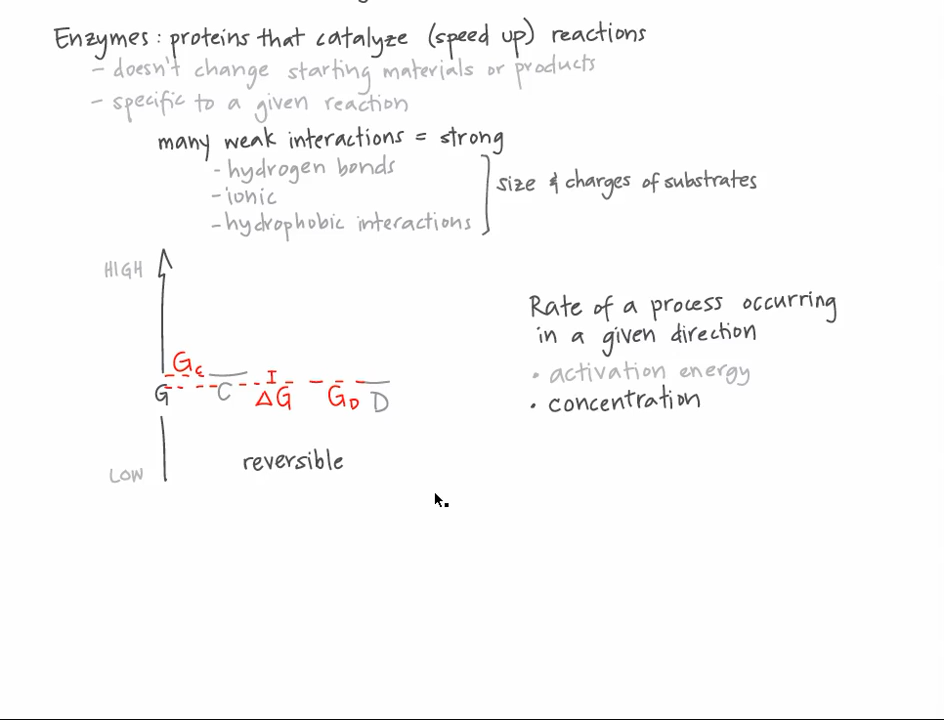 Enzymes: proteins that catalyze (speed up) reactions
- doesn't change starting materials or products
- specific to a given reaction
many weak interactions = strong
- hydrogen bonds
- ionic
- hydrophobic interactions
size & charges of substrates
HIGH
G
LOW
Gc
C
ΔG
GD
D
reversible
Rate of a process occurring
in a given direction
• activation energy
• concentration